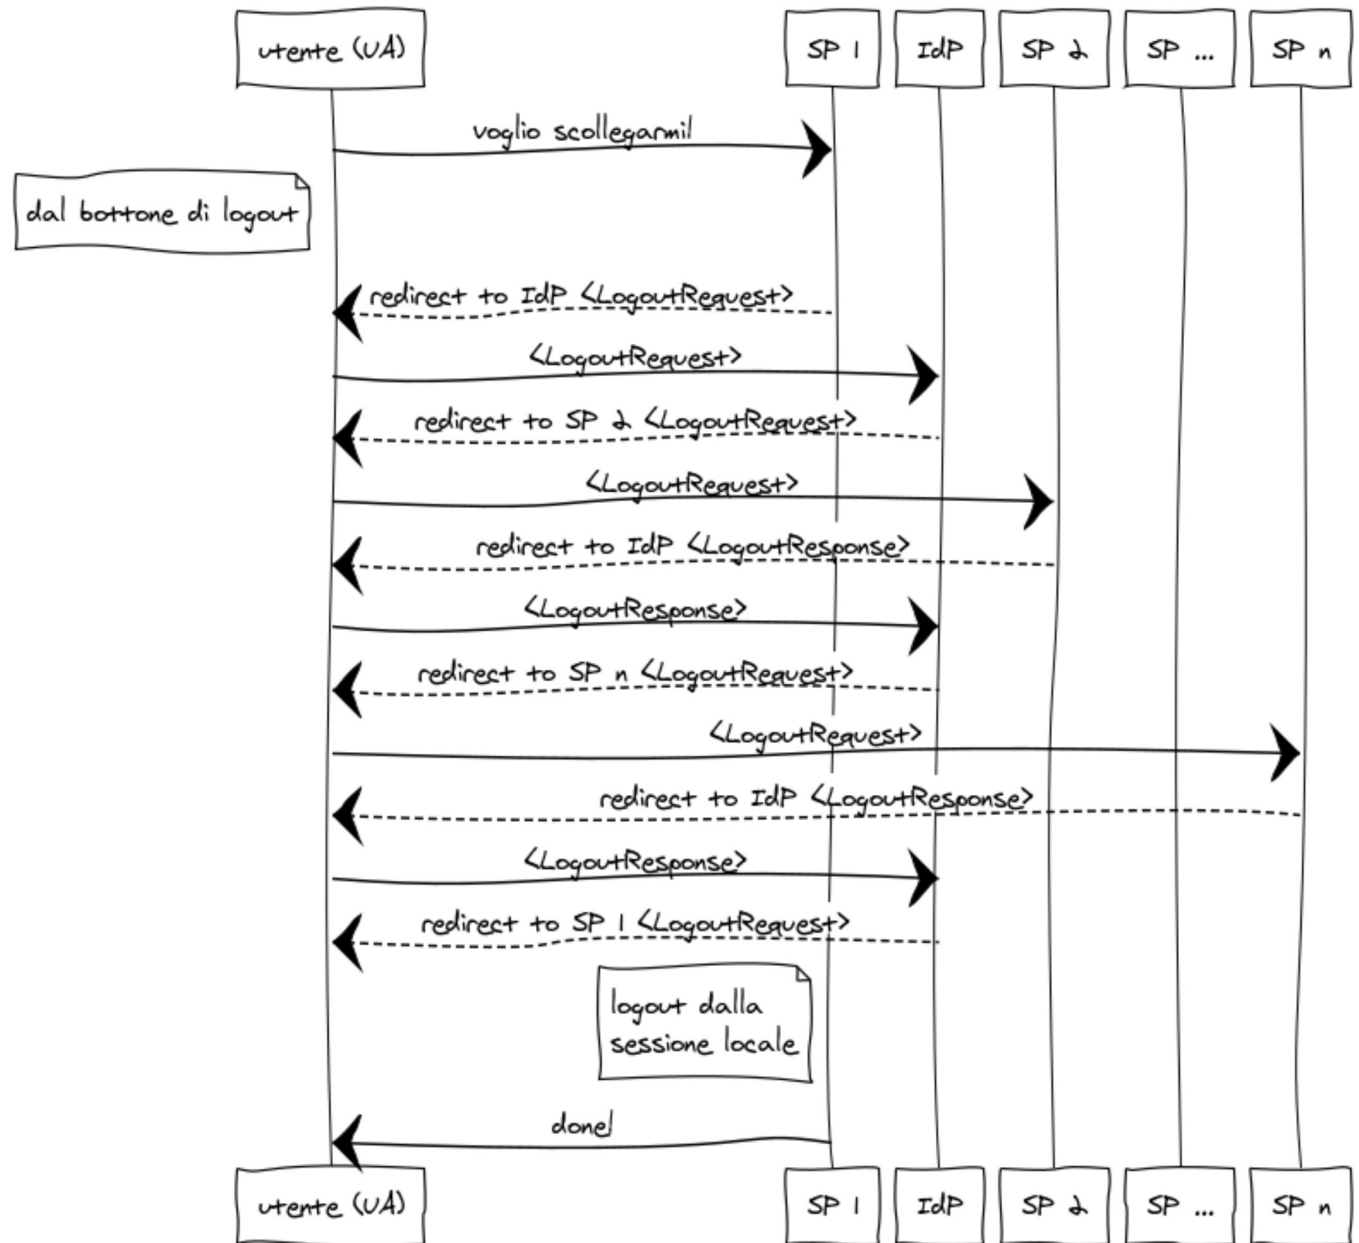 utente (UA)
SP 1
IdP
SP 2
SP ...
SP n
voglio scollegarmi!
dal bottone di logout
redirect to IdP <LogoutRequest>
<LogoutRequest>
redirect to SP 2 <LogoutRequest>
<LogoutRequest>
redirect to IdP <LogoutResponse>
<LogoutResponse>
redirect to SP n <LogoutRequest>
<LogoutRequest>
redirect to IdP <LogoutResponse>
<LogoutResponse>
redirect to SP 1 <LogoutRequest>
logout dalla
sessione locale
done!
utente (UA)
SP 1
IdP
SP 2
SP ...
SP n